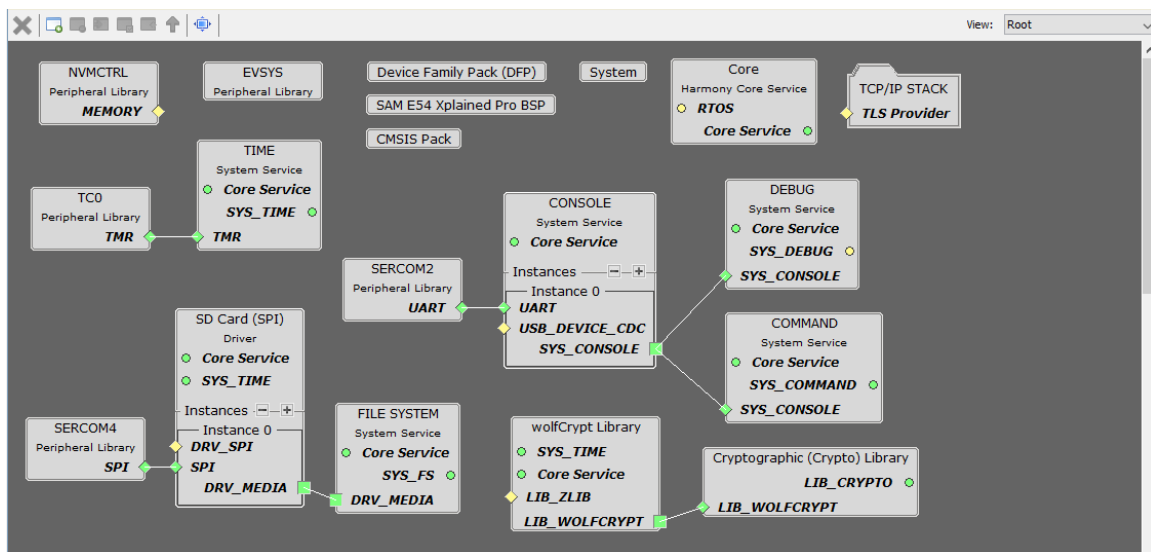 View: Root
NVMCTRL
Peripheral Library
MEMORY
EVSYS
Peripheral Library
Device Family Pack (DFP)
SAM E54 Xplained Pro BSP
CMSIS Pack
System
Core
Harmony Core Service
RTOS
Core Service
TCP/IP STACK
TLS Provider
TC0
Peripheral Library
TMR
TIME
System Service
Core Service
SYS_TIME
TMR
SERCOM2
Peripheral Library
UART
CONSOLE
System Service
Core Service
Instances
Instance 0
UART
USB_DEVICE_CDC
SYS_CONSOLE
DEBUG
System Service
Core Service
SYS_DEBUG
SYS_CONSOLE
COMMAND
System Service
Core Service
SYS_COMMAND
SYS_CONSOLE
SERCOM4
Peripheral Library
SPI
SD Card (SPI)
Driver
Core Service
SYS_TIME
Instances
Instance 0
DRV_SPI
SPI
DRV_MEDIA
FILE SYSTEM
System Service
Core Service
SYS_FS
DRV_MEDIA
wolfCrypt Library
SYS_TIME
Core Service
LIB_ZLIB
LIB_WOLFCRYPT
Cryptographic (Crypto) Library
LIB_CRYPTO
LIB_WOLFCRYPT